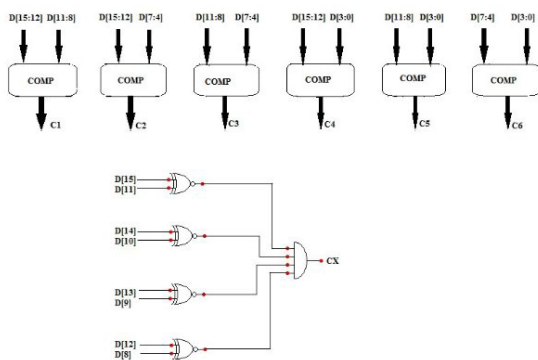 D[15:12] D[11:8] D[15:12] D[7:4] D[11:8] D[7:4] D[15:12] D[3:0] D[11:8] D[3:0] D[7:4] D[3:0]
COMP COMP COMP COMP COMP COMP
C1 C2 C3 C4 C5 C6
D[15]
D[11]
D[14]
D[10]
CX
D[13]
D[9]
D[12]
D[8]